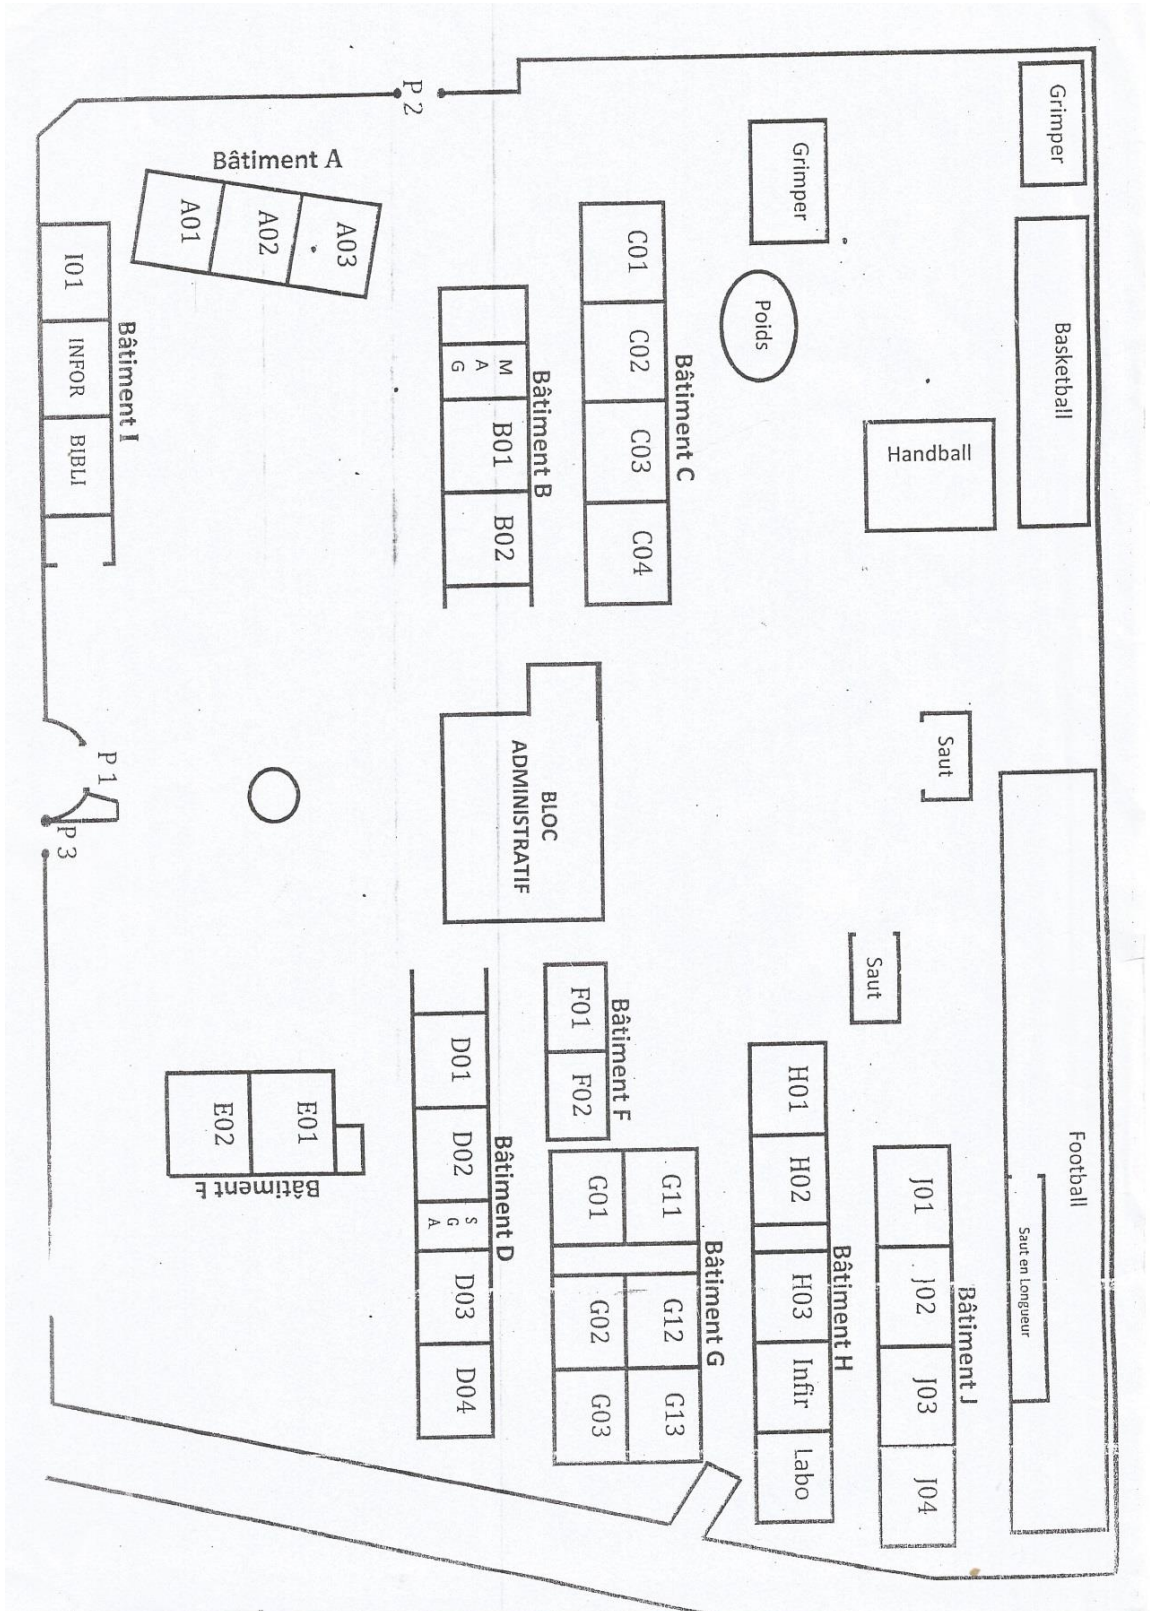 P 2
Grimper
Grimper
Bâtiment A
A01
A02
A03
I01
INFOR
BIBLI
Bâtiment I
M
A
G
B01
B02
Bâtiment B
C01
C02
C03
C04
Bâtiment C
Poids
Basketball
Handball
P 1
P 3
BLOC
ADMINISTRATIF
Saut
Saut
Football
Saut en Longueur
E01
E02
Bâtiment E
D01
D02
S
G
A
D03
D04
Bâtiment D
F01
F02
Bâtiment F
G11
G01
G12
G02
G13
G03
Bâtiment G
H01
H02
H03
Infir
Labo
Bâtiment H
J01
J02
J03
J04
Bâtiment J